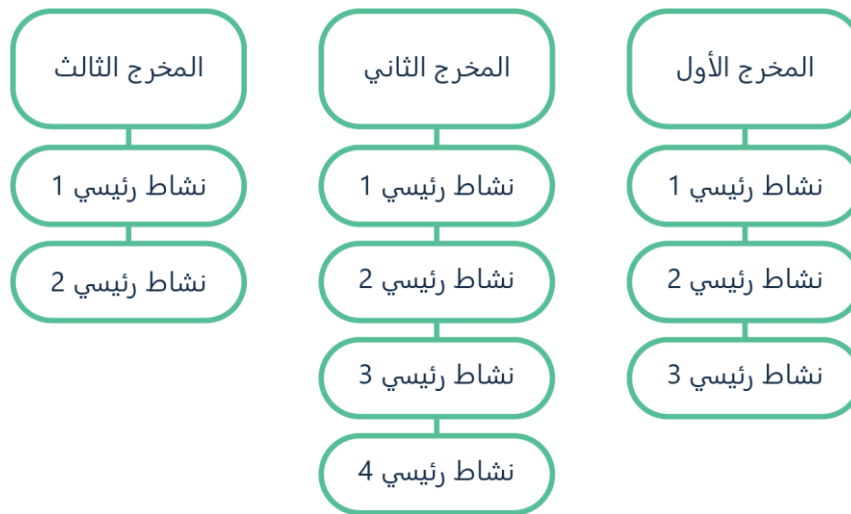 المخرج الأول
نشاط رئيسي 1
نشاط رئيسي 2
نشاط رئيسي 3
المخرج الثاني
نشاط رئيسي 1
نشاط رئيسي 2
نشاط رئيسي 3
نشاط رئيسي 4
المخرج الثالث
نشاط رئيسي 1
نشاط رئيسي 2